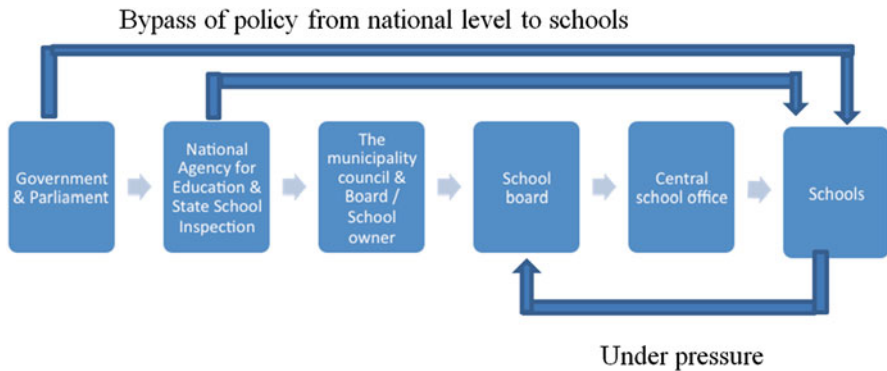 Bypass of policy from national level to schools
Government
& Parliament
National
Agency for
Education &
State School
Inspection
The
municipality
council &
Board /
School
owner
School
board
Central
school office
Schools
Under pressure